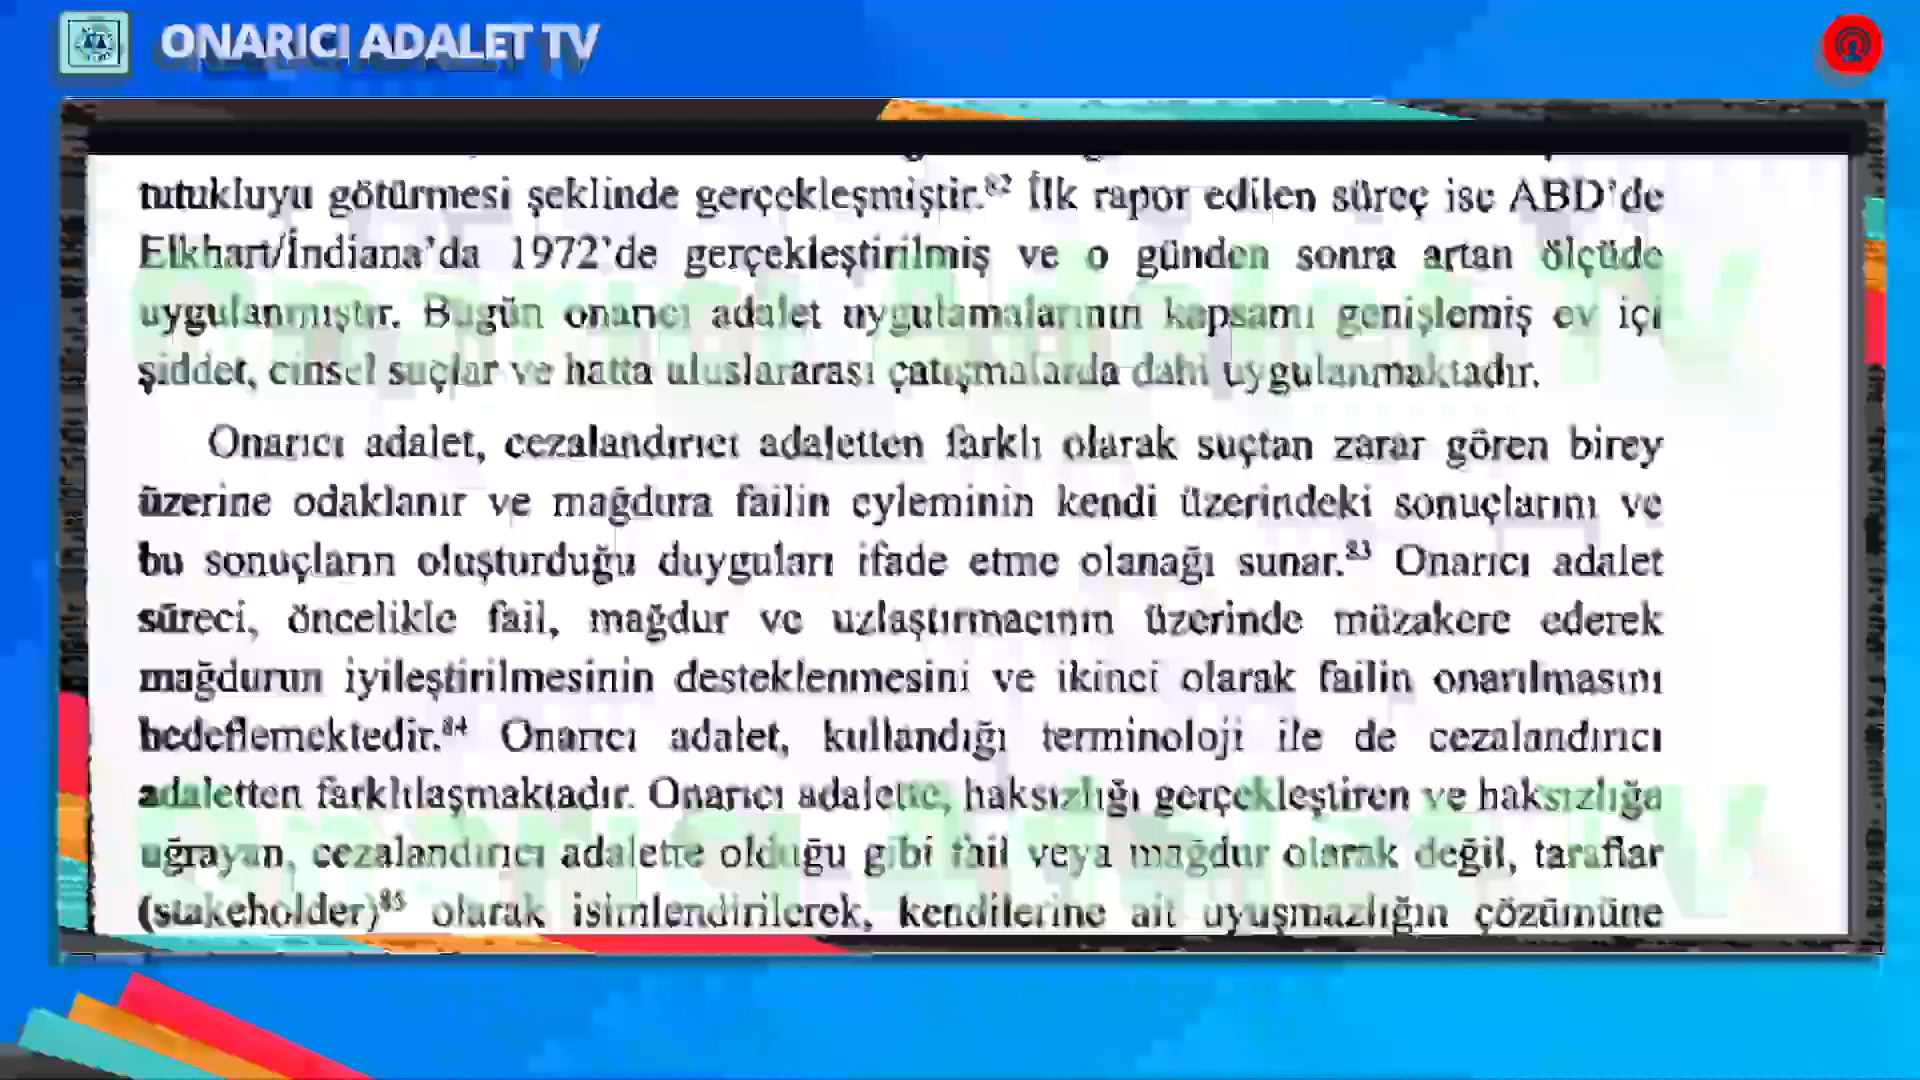 ONARICI ADALET TV
tutukluyu götürmesi şeklinde gerçekleşmiştir.82 İlk rapor edilen süreç ise ABD'de
Elkhart/İndiana'da 1972'de gerçekleştirilmiş ve o günden sonra artan ölçüde
uygulanmıştır. Bugün onarıcı adalet uygulamalarının kapsamı genişlemiş ev içi
şiddet, cinsel suçlar ve hatta uluslararası çatışmalarda dahi uygulanmaktadır.
Onarıcı adalet, cezalandırıcı adaletten farklı olarak suçtan zarar gören birey
üzerine odaklanır ve mağdura failin eyleminin kendi üzerindeki sonuçlarını ve
bu sonuçların oluşturduğu duyguları ifade etme olanağı sunar.83 Onarıcı adalet
süreci, öncelikle fail, mağdur ve uzlaştırmacının üzerinde müzakere ederek
mağdurun iyileştirilmesinin desteklenmesini ve ikinci olarak failin onarılmasını
hedeflemektedir.84 Onarıcı adalet, kullandığı terminoloji ile de cezalandırıcı
adaletten farklılaşmaktadır. Onarıcı adalette, haksızlığı gerçekleştiren ve haksızlığa
uğrayan, cezalandırıcı adalette olduğu gibi fail veya mağdur olarak değil, taraflar
(stakeholder)85 olarak isimlendirilerek, kendilerine ait uyuşmazlığın çözümüne
Onarıcı Adalet TV
Onarıcı Adalet TV